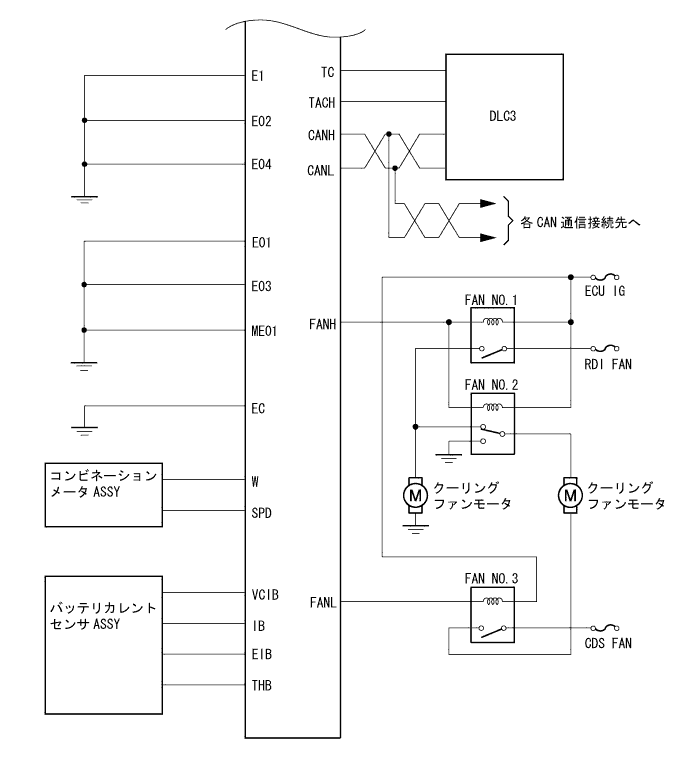 E1
E02
E04
E01
E03
ME01
EC
コンビネーション
メータ ASSY
W
SPD
バッテリカレント
センサ ASSY
VCIB
IB
EIB
THB
TC
TACH
CANH
CANL
DLC3
各 CAN 通信接続先へ
ECU IG
FAN NO. 1
FANH
RDI FAN
FAN NO. 2
M
クーリング
ファンモータ
M
クーリング
ファンモータ
FAN NO. 3
FANL
CDS FAN